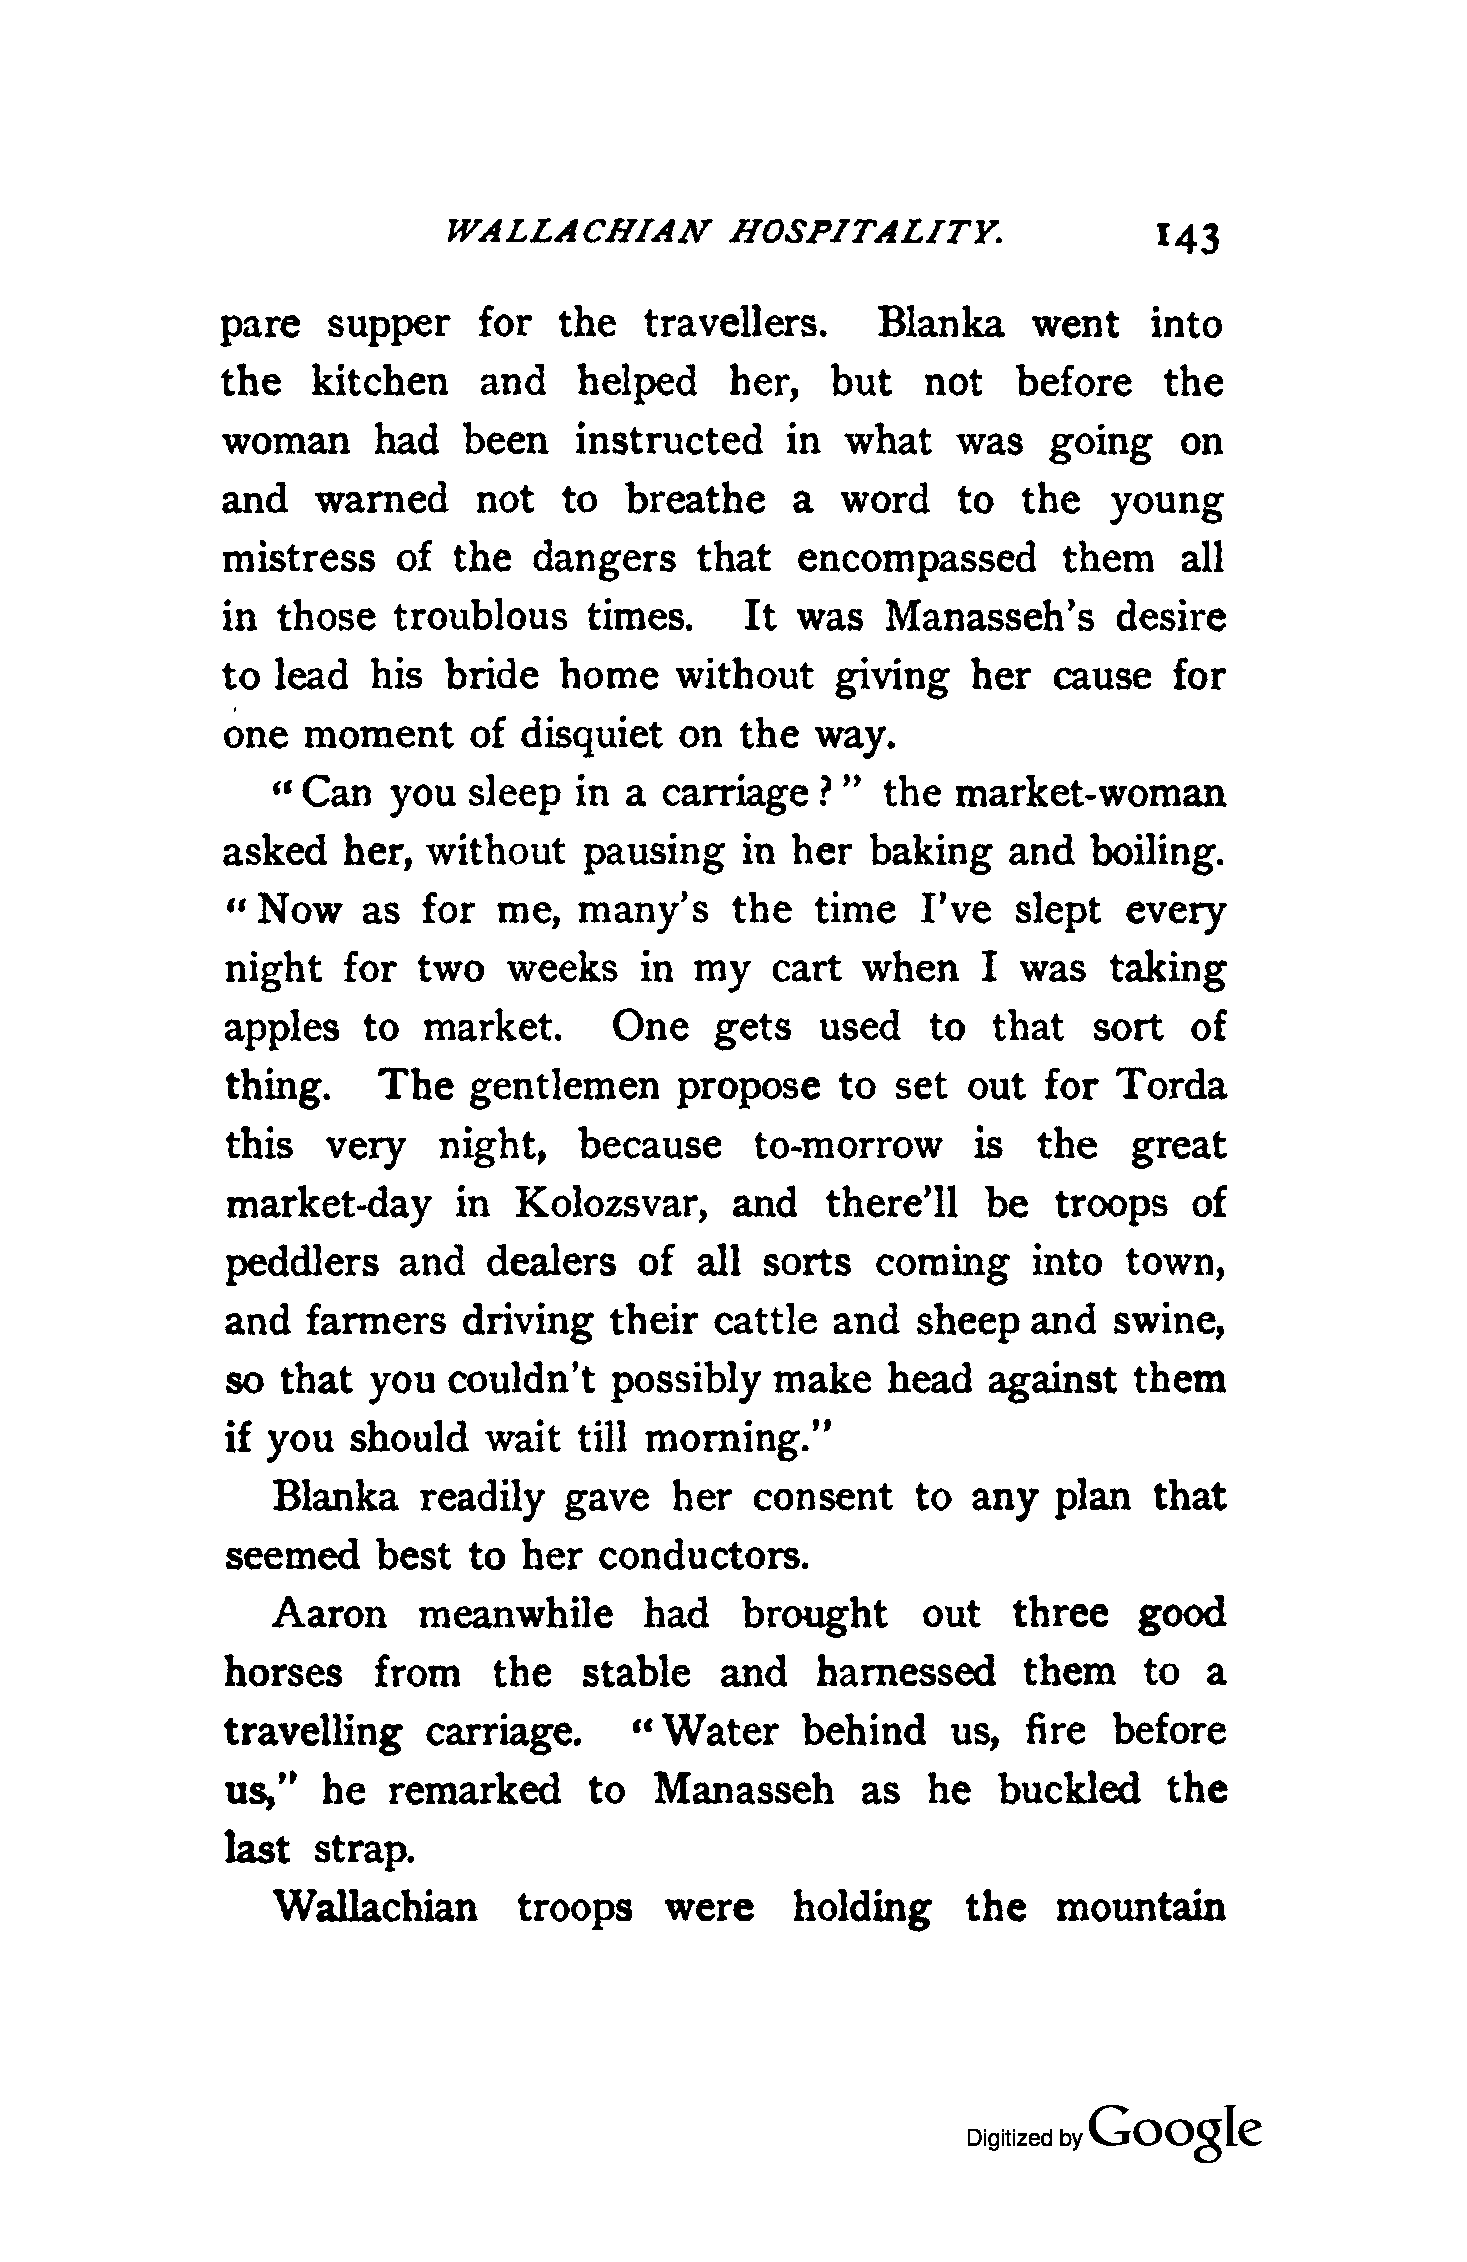 WALLACHIAN HOSPITALITY. 143
pare supper for the travellers. Blanka went into
the kitchen and helped her, but not before the
woman had been instructed in what was going on
and warned not to breathe a word to the young
mistress of the dangers that encompassed them all
in those troublous times. It was Manasseh's desire
to lead his bride home without giving her cause for
one moment of disquiet on the way.
"Can you sleep in a carriage?" the market-woman
asked her, without pausing in her baking and boiling.
"Now as for me, many's the time I've slept every
night for two weeks in my cart when I was taking
apples to market. One gets used to that sort of
thing. The gentlemen propose to set out for Torda
this very night, because to-morrow is the great
market-day in Kolozsvar, and there'll be troops of
peddlers and dealers of all sorts coming into town,
and farmers driving their cattle and sheep and swine,
so that you couldn't possibly make head against them
if you should wait till morning."
Blanka readily gave her consent to any plan that
seemed best to her conductors.
Aaron meanwhile had brought out three good
horses from the stable and harnessed them to a
travelling carriage. "Water behind us, fire before
us," he remarked to Manasseh as he buckled the
last strap.
Wallachian troops were holding the mountain
Digitized by Google